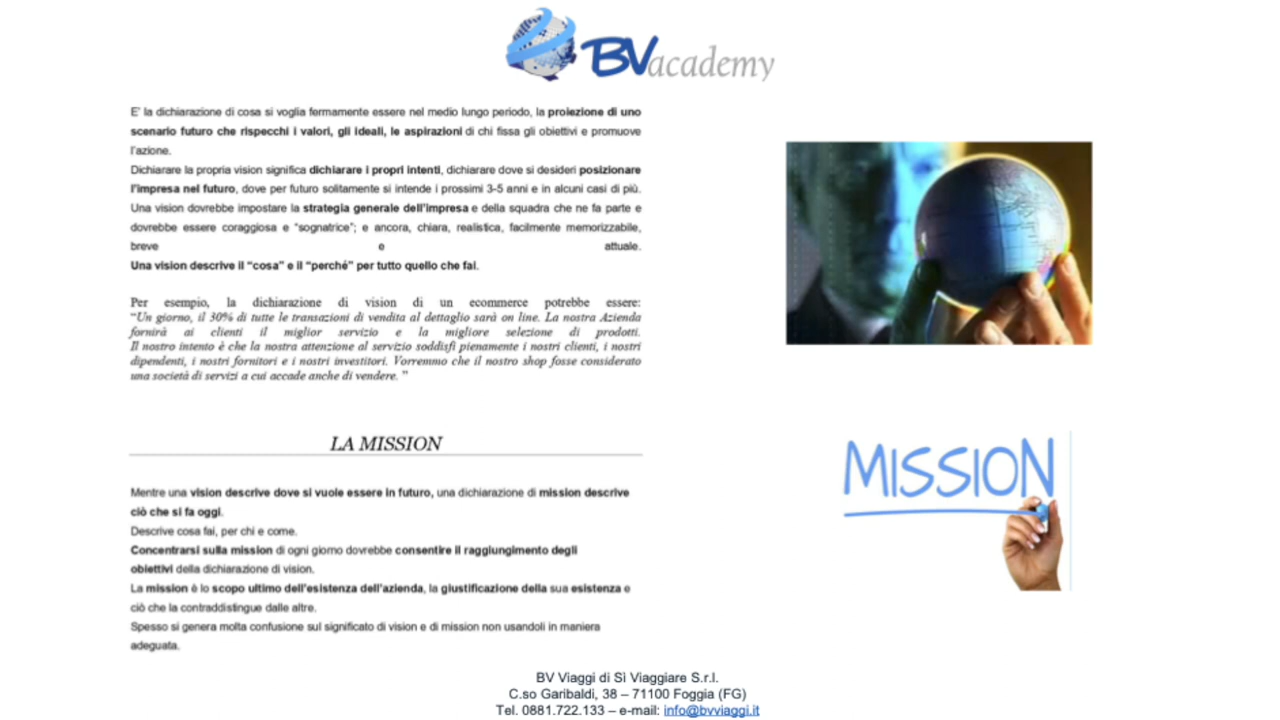 BVacademy
E' la dichiarazione di cosa si voglia fermamente essere nel medio lungo periodo, la proiezione di uno
scenario futuro che rispecchi i valori, gli ideali, le aspirazioni di chi fissa gli obiettivi e promuove
l'azione.
Dichiarare la propria vision significa dichiarare i propri intenti, dichiarare dove si desideri posizionare
l'impresa nel futuro, dove per futuro solitamente si intende i prossimi 3-5 anni e in alcuni casi di più.
Una vision dovrebbe impostare la strategia generale dell'impresa e della squadra che ne fa parte e
dovrebbe essere coraggiosa e “sognatrice”; e ancora, chiara, realistica, facilmente memorizzabile,
breve e attuale.
Una vision descrive il “cosa” e il “perché” per tutto quello che fai.
Per esempio, la dichiarazione di vision di un ecommerce potrebbe essere:
“Un giorno, il 30% di tutte le transazioni di vendita al dettaglio sarà on line. La nostra Azienda
fornirà ai clienti il miglior servizio e la migliore selezione di prodotti.
Il nostro intento è che la nostra attenzione al servizio soddisfi pienamente i nostri clienti, i nostri
dipendenti, i nostri fornitori e i nostri investitori. Vorremmo che il nostro shop fosse considerato
una società di servizi a cui accade anche di vendere. ”
LA MISSION
MISSION
Mentre una vision descrive dove si vuole essere in futuro, una dichiarazione di mission descrive
ciò che si fa oggi.
Descrive cosa fai, per chi e come.
Concentrarsi sulla mission di ogni giorno dovrebbe consentire il raggiungimento degli
obiettivi della dichiarazione di vision.
La mission è lo scopo ultimo dell'esistenza dell'azienda, la giustificazione della sua esistenza e
ciò che la contraddistingue dalle altre.
Spesso si genera molta confusione sul significato di vision e di mission non usandoli in maniera
adeguata.
BV Viaggi di Sì Viaggiare S.r.l.
C.so Garibaldi, 38 – 71100 Foggia (FG)
Tel. 0881.722.133 – e-mail: info@bvviaggi.it